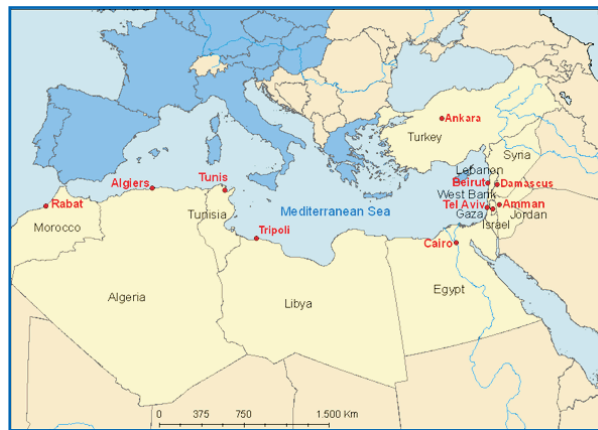 Ankara
Turkey
Syria
Lebanon
Beirut
Damascus
West Bank
Tel Aviv
Amman
Gaza
Jordan
Israel
Algiers
Tunis
Rabat
Mediterranean Sea
Tunisia
Morocco
Tripoli
Cairo
Algeria
Libya
Egypt
0 375 750 1.500 Km